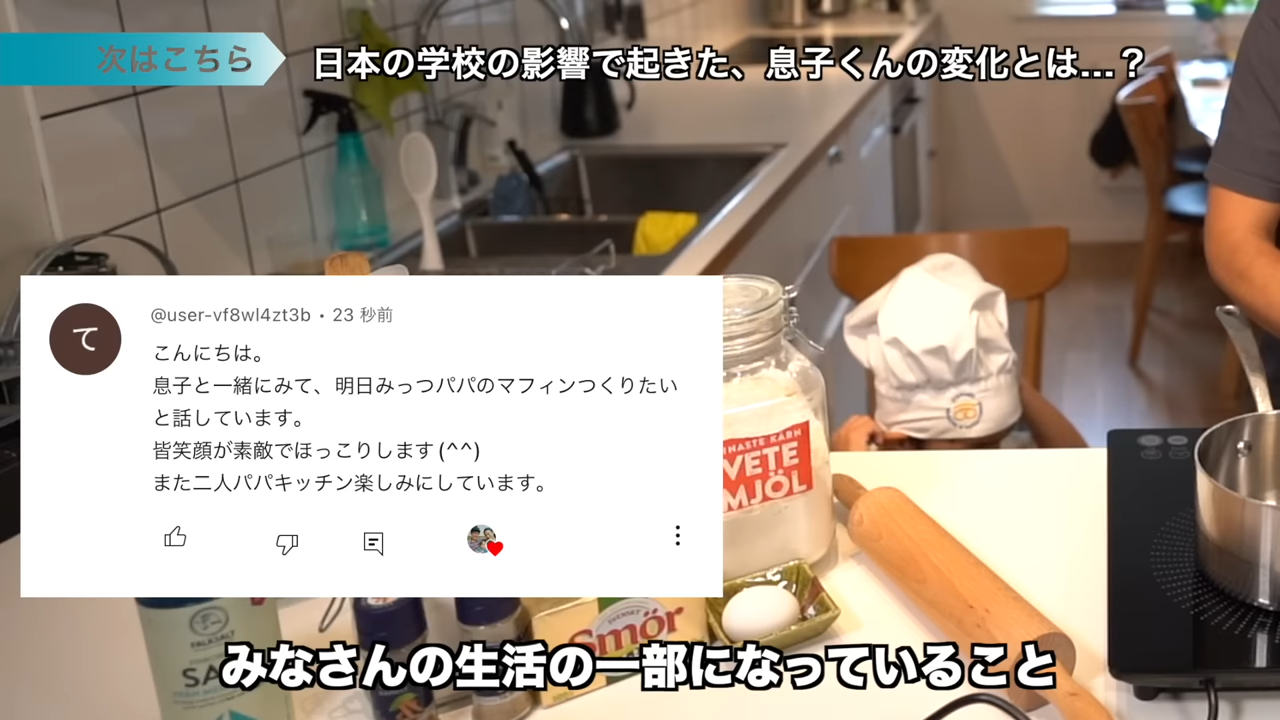 次はこちら
日本の学校の影響で起きた、息子くんの変化とは…？
て
@user-vf8wl4zt3b • 23 秒前
こんにちは。
息子と一緒にみて、明日みっつパパのマフィンつくりたい
と話しています。
皆笑顔が素敵でほっこりします(^^)
また二人パパキッチン楽しみにしています。
VETE
MJÖL
Smör
FALKSALT
SA
みなさんの生活の一部になっていること